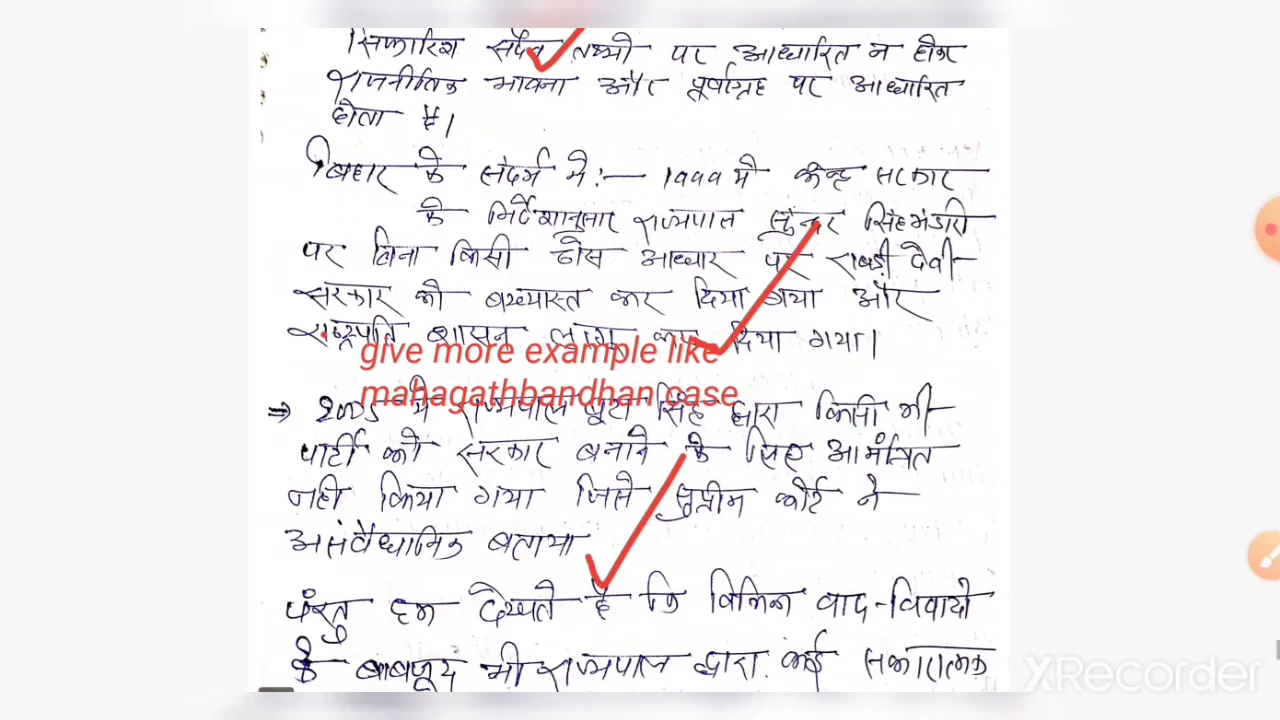 सिफारिश सदैव तथ्यों पर आधारित न होकर
राजनीतिक भावना और पूर्वाग्रह पर आधारित
होता है।
बिहार के संदर्भ में:— 1999 में केन्द्र सरकार
के निर्देशानुसार राज्यपाल सुन्दर सिंह भंडारी
पर बिना किसी ठोस आधार पर राबड़ी देवी
सरकार को बर्खास्त कर दिया गया और
राष्ट्रपति शासन लागू कर दिया गया।
give more example like
mahagathbandhan case
⇒ 2005 में राज्यपाल बूटा सिंह द्वारा किसी भी
पार्टी को सरकार बनाने के लिए आमंत्रित
नहीं किया गया जिसे सुप्रीम कोर्ट ने
असंवैधानिक बताया
परंतु हम देखते है कि विभिन्न वाद-विवादो
के बाबजूद भी राज्यपाल द्वारा कई सकारात्मक
XRecorder